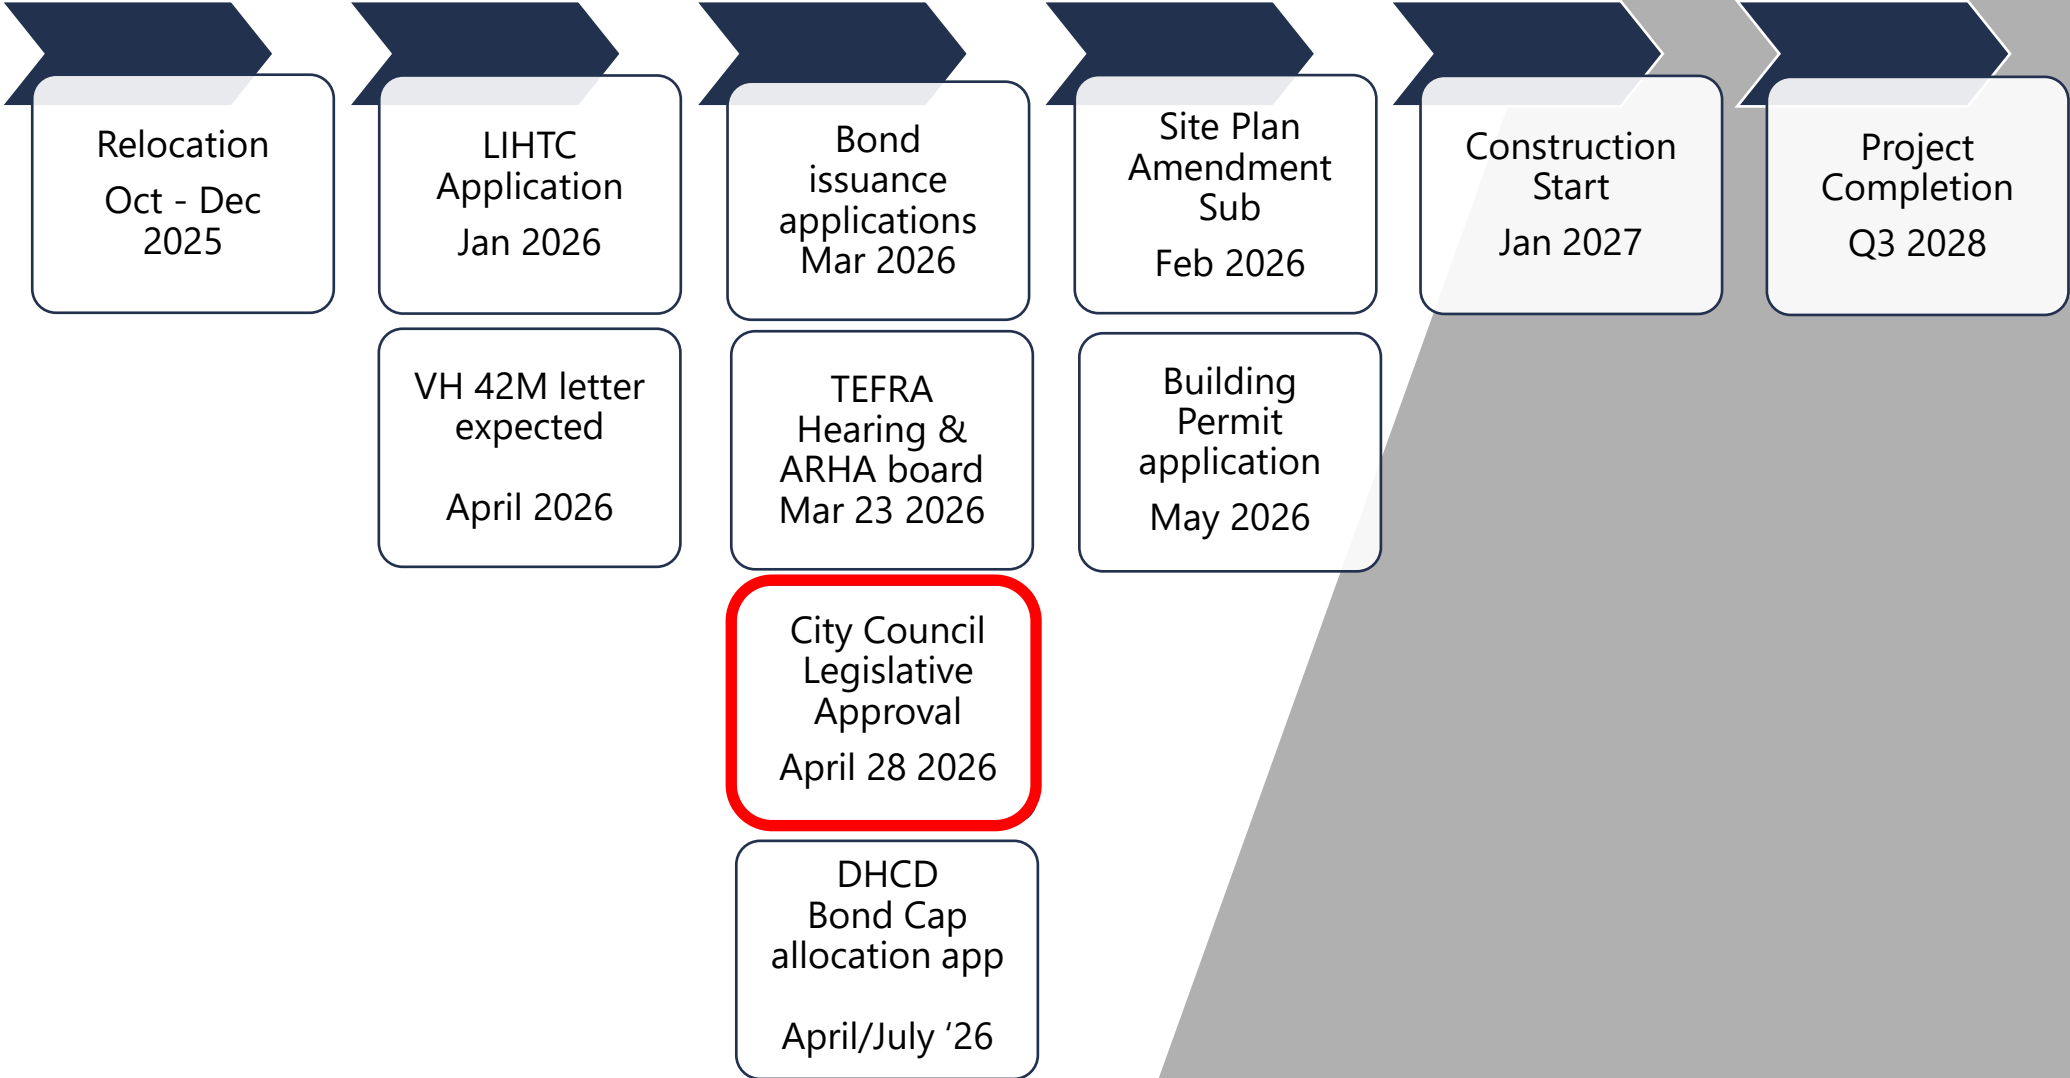 Relocation
Oct - Dec
2025
LIHTC
Application
Jan 2026
VH 42M letter
expected
April 2026
Bond
issuance
applications
Mar 2026
TEFRA
Hearing &
ARHA board
Mar 23 2026
City Council
Legislative
Approval
April 28 2026
DHCD
Bond Cap
allocation app
April/July ‘26
Site Plan
Amendment
Sub
Feb 2026
Building
Permit
application
May 2026
Construction
Start
Jan 2027
Project
Completion
Q3 2028